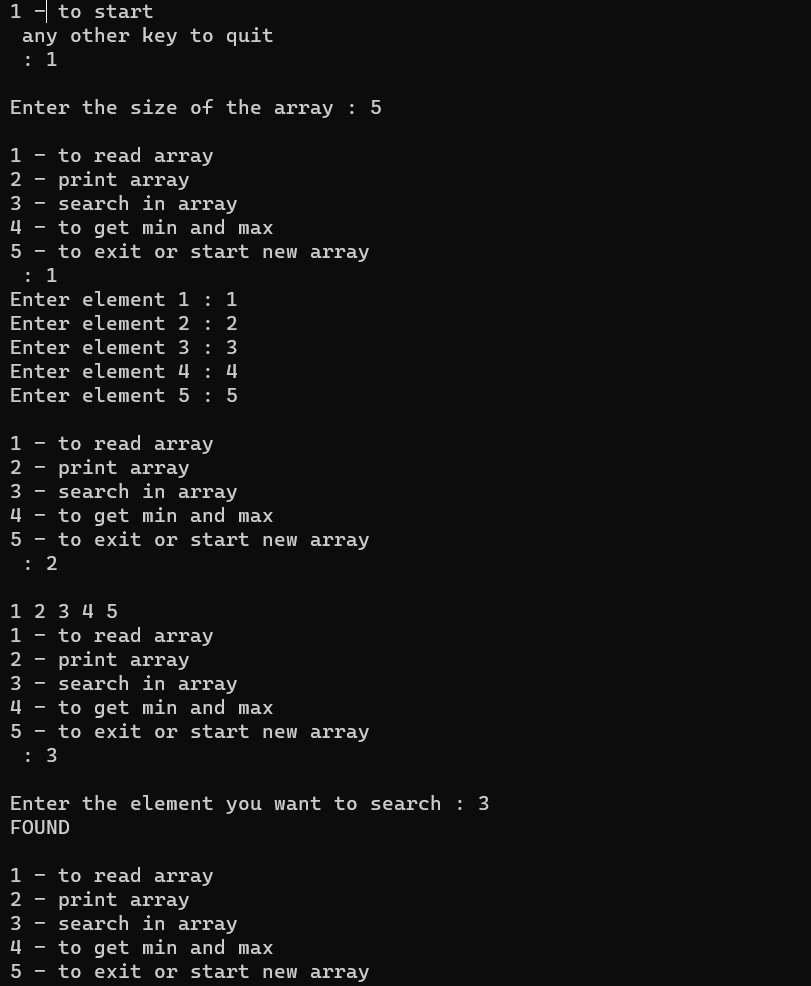 1 - to start
any other key to quit
: 1
Enter the size of the array : 5
1 - to read array
2 - print array
3 - search in array
4 - to get min and max
5 - to exit or start new array
: 1
Enter element 1 : 1
Enter element 2 : 2
Enter element 3 : 3
Enter element 4 : 4
Enter element 5 : 5
1 - to read array
2 - print array
3 - search in array
4 - to get min and max
5 - to exit or start new array
: 2
1 2 3 4 5
1 - to read array
2 - print array
3 - search in array
4 - to get min and max
5 - to exit or start new array
: 3
Enter the element you want to search : 3
FOUND
1 - to read array
2 - print array
3 - search in array
4 - to get min and max
5 - to exit or start new array